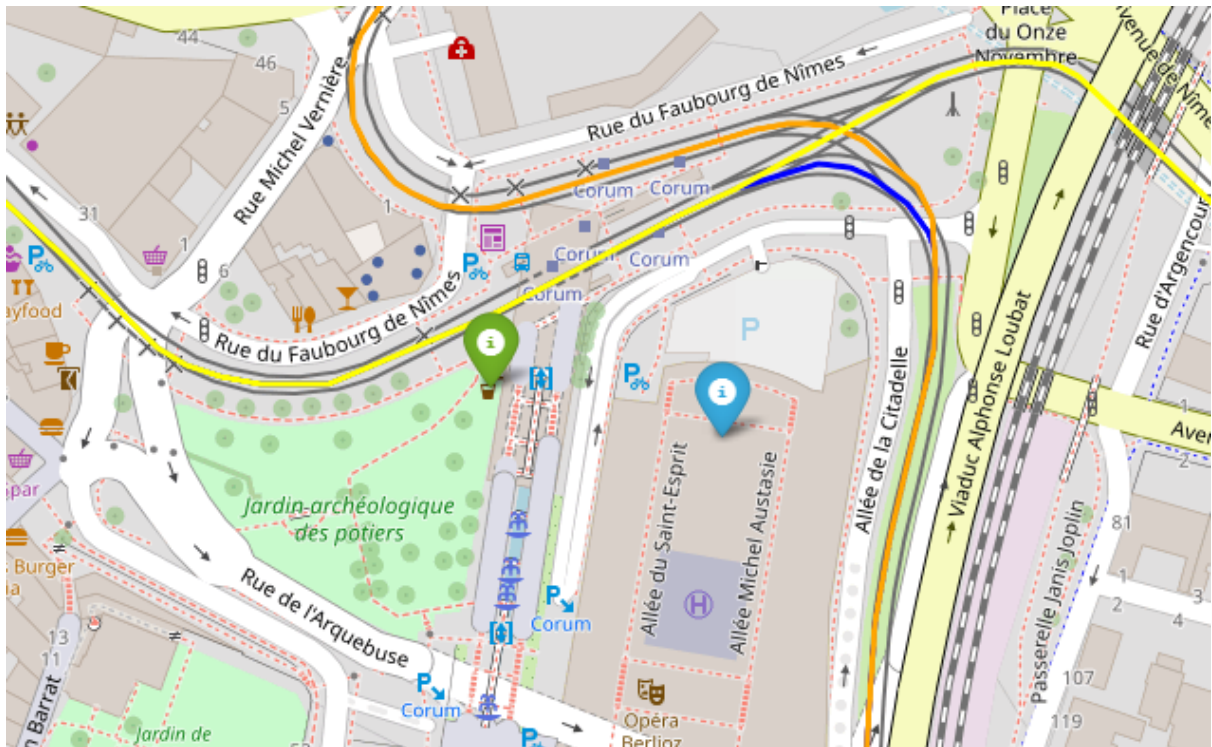 44
46
5
Rue Michel Vernière
Place
du Onze
Novembre
Avenue de Nîmes
Rue du Faubourg de Nîmes
Corum
Corum
31
1
1
6
P
P
Corum
Corum
Corum
Rue du Faubourg de Nîmes
i
P
P
i
Rue d'Argencour
Viaduc Alphonse Loubat
Allée de la Citadelle
1
2
Aven
Spar
Jardin archéologique
des potiers
Allée du Saint-Esprit
Allée Michel Austasie
H
81
Burger
Rue de l'Arquebuse
P
Corum
1
2
3
4
Passerelle Janis Joplin
13
11
Barrat
P
Corum
107
119
Opéra
Berlioz
Jardin de
P